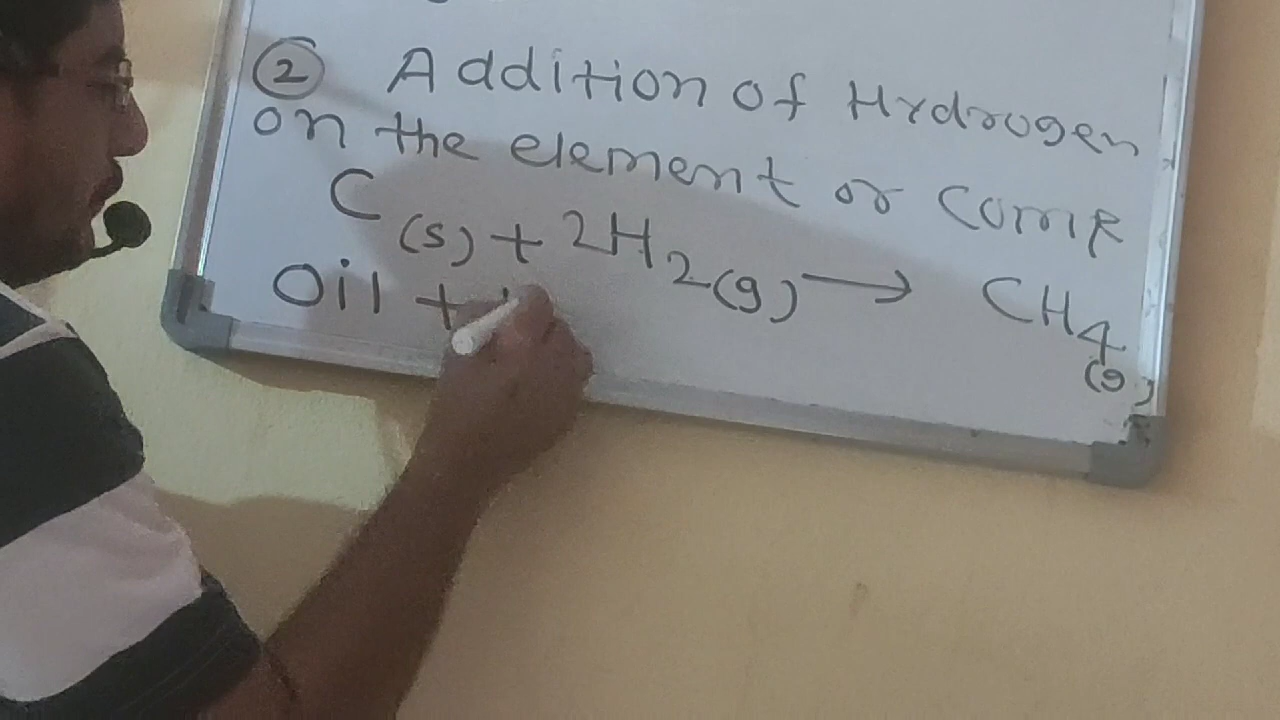 ② Addition of Hydrogen
on the element or comp
C(s) + 2H₂(g) → CH₄(g)
Oil +